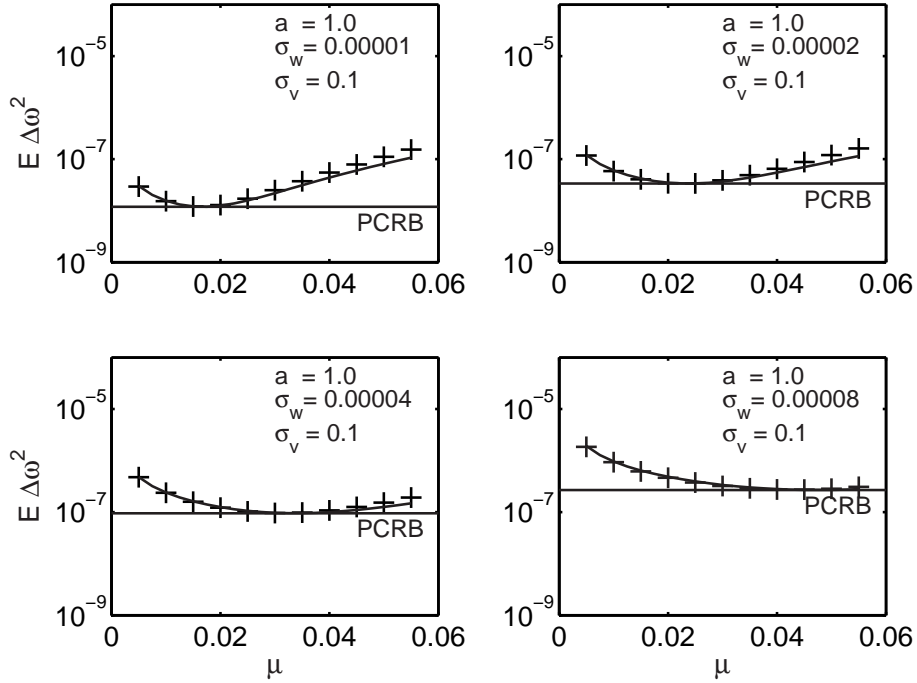 a = 1.0
σw = 0.00001
σv = 0.1
E Δω²
10⁻⁵
10⁻⁷
10⁻⁹
PCRB
0 0.02 0.04 0.06
a = 1.0
σw = 0.00002
σv = 0.1
10⁻⁵
10⁻⁷
10⁻⁹
PCRB
0 0.02 0.04 0.06
a = 1.0
σw = 0.00004
σv = 0.1
E Δω²
10⁻⁵
10⁻⁷
10⁻⁹
PCRB
0 0.02 0.04 0.06
μ
a = 1.0
σw = 0.00008
σv = 0.1
10⁻⁵
10⁻⁷
10⁻⁹
PCRB
0 0.02 0.04 0.06
μ